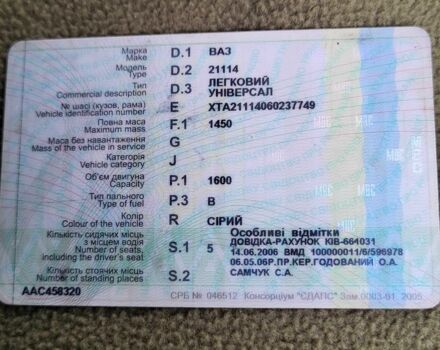 Марка D.1 ВАЗ
Make
Модель D.2 21114
Type
Тип D.3 ЛЕГКОВИЙ
Commercial description УНІВЕРСАЛ
№ шасі (кузов, рама) E XTA21114060237749
Vehicle identification number
Повна маса F.1 1450
Maximum mass
Маса без навантаження G
Mass of the vehicle in service
Категорія J
Vehicle category
Об'єм двигуна P.1 1600
Capacity
Тип пального P.3 B
Type of fuel
Колір R СІРИЙ
Colour of the vehicle
Кількість сидячих місць Особливі відмітки
з місцем водія S.1 5 ДОВІДКА-РАХУНОК КІВ-664031
Number of seats, 14.06.2006 ВМД 100000011/6/596978
including the driver's seat 06.05.06Р.ПР.КЕР.ГОДОВАНИЙ О.А.
Кількість стоячих місць S.2 САМЧУК С.А.
Number of standing places
ААС458320 СРБ № 046512 Консорціум "ЄДАПС" Зам.0003-01 2005
МВС